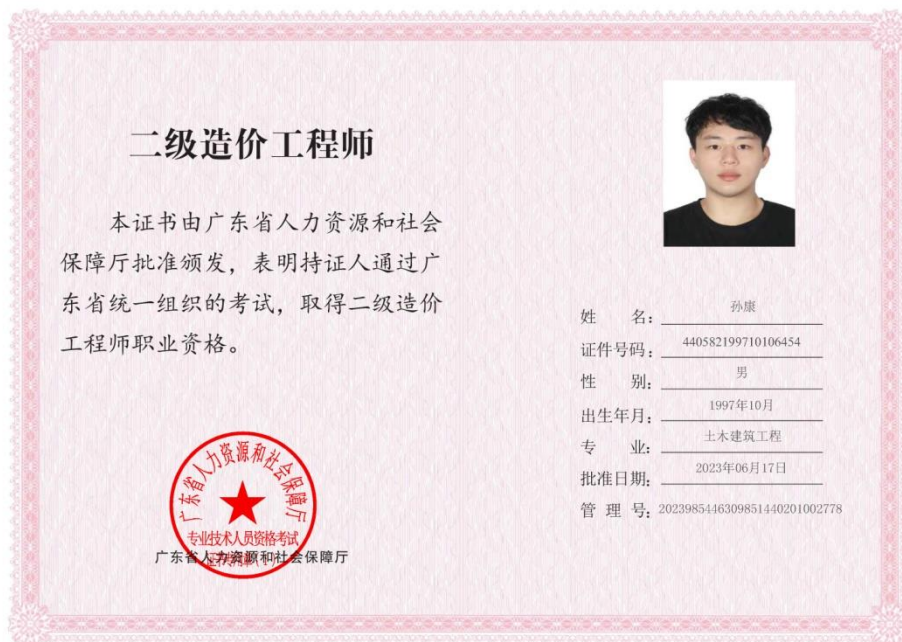 二级造价工程师
本证书由广东省人力资源和社会
保障厅批准颁发，表明持证人通过广
东省统一组织的考试，取得二级造价
工程师职业资格。
广东省人力资源和社会保障厅
专业技术人员资格考试
广东省人力资源和社会保障厅
姓 名：孙康
证件号码：440582199710106454
性 别：男
出生年月：1997年10月
专 业：土木建筑工程
批准日期：2023年06月17日
管 理 号：2023985446309851440201002778